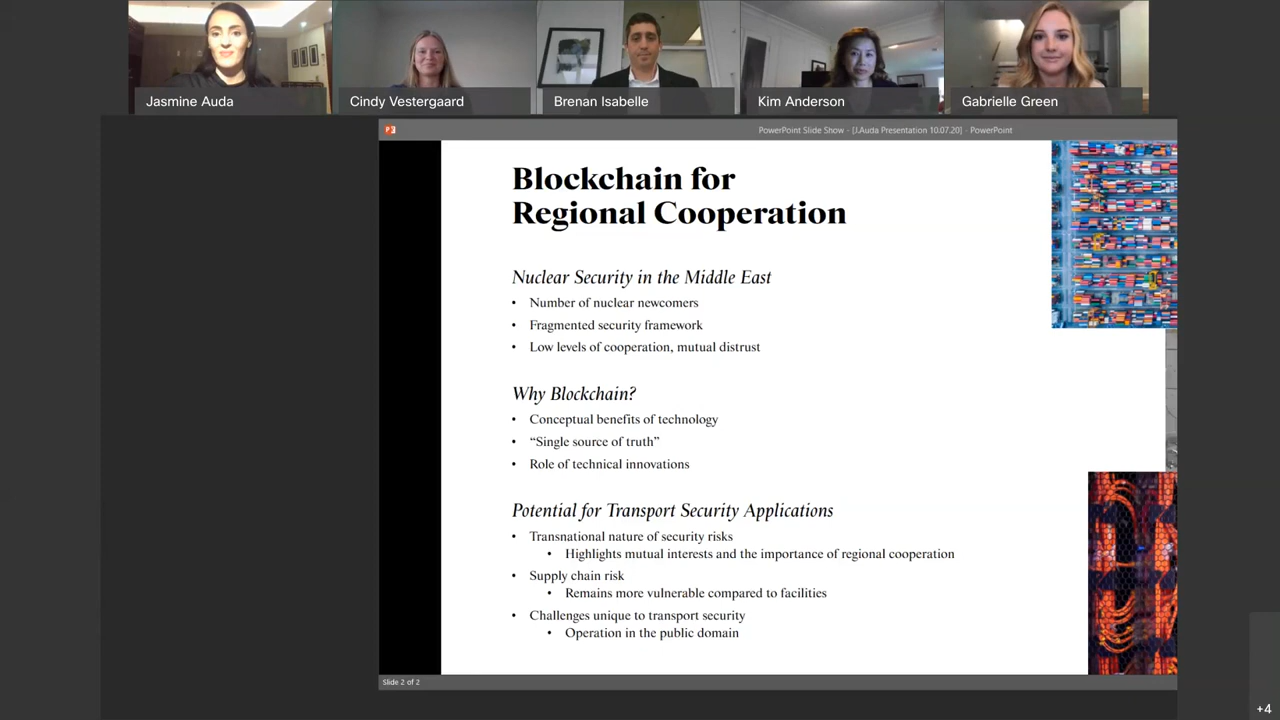 Jasmine Auda
Cindy Vestergaard
Brenan Isabelle
Kim Anderson
Gabrielle Green
PowerPoint Slide Show - [J.Auda Presentation 10.07.20] - PowerPoint
Blockchain for
Regional Cooperation
Nuclear Security in the Middle East
• Number of nuclear newcomers
• Fragmented security framework
• Low levels of cooperation, mutual distrust
Why Blockchain?
• Conceptual benefits of technology
• “Single source of truth”
• Role of technical innovations
Potential for Transport Security Applications
• Transnational nature of security risks
• Highlights mutual interests and the importance of regional cooperation
• Supply chain risk
• Remains more vulnerable compared to facilities
• Challenges unique to transport security
• Operation in the public domain
Slide 2 of 2
+4